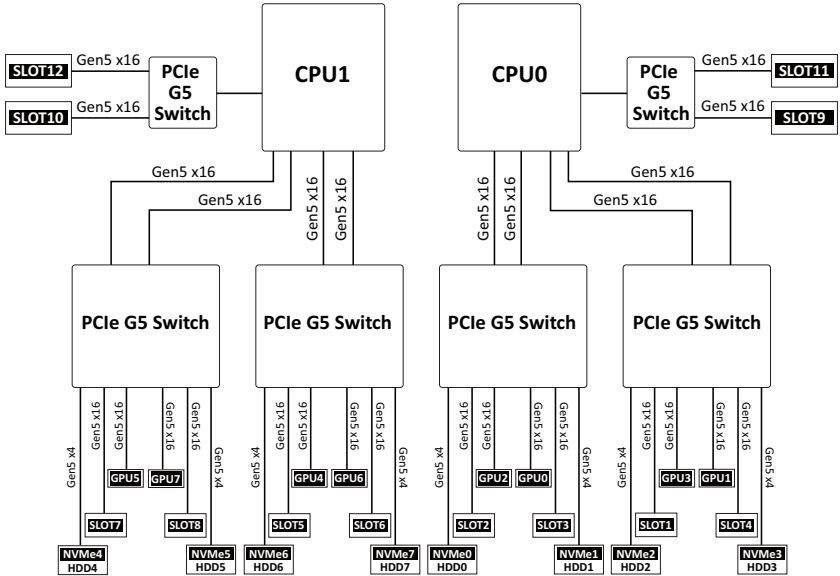 CPU1
CPU0
SLOT12
Gen5 x16
PCIe
G5
Switch
SLOT10
Gen5 x16
PCIe
G5
Switch
Gen5 x16
SLOT11
Gen5 x16
SLOT9
Gen5 x16
Gen5 x16
Gen5 x16
Gen5 x16
Gen5 x16
Gen5 x16
Gen5 x16
Gen5 x16
PCIe G5 Switch
PCIe G5 Switch
PCIe G5 Switch
PCIe G5 Switch
Gen5 x4
Gen5 x16
Gen5 x16
Gen5 x16
Gen5 x16
Gen5 x4
Gen5 x4
Gen5 x16
Gen5 x16
Gen5 x16
Gen5 x16
Gen5 x4
Gen5 x4
Gen5 x16
Gen5 x16
Gen5 x16
Gen5 x16
Gen5 x4
Gen5 x4
Gen5 x16
Gen5 x16
Gen5 x16
Gen5 x16
Gen5 x4
GPU5
GPU7
GPU4
GPU6
GPU2
GPU0
GPU3
GPU1
SLOT7
SLOT8
SLOT5
SLOT6
SLOT2
SLOT3
SLOT1
SLOT4
NVMe4
HDD4
NVMe5
HDD5
NVMe6
HDD6
NVMe7
HDD7
NVMe0
HDD0
NVMe1
HDD1
NVMe2
HDD2
NVMe3
HDD3